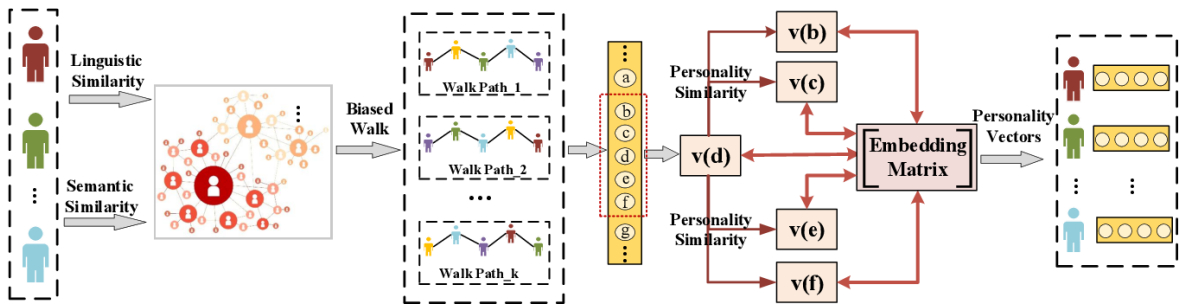 Linguistic
Similarity
Semantic
Similarity
Biased
Walk
Walk Path_1
Walk Path_2
Walk Path_k
a
b
c
d
e
f
g
Personality
Similarity
v(d)
Personality
Similarity
v(b)
v(c)
v(e)
v(f)
Embedding
Matrix
Personality
Vectors